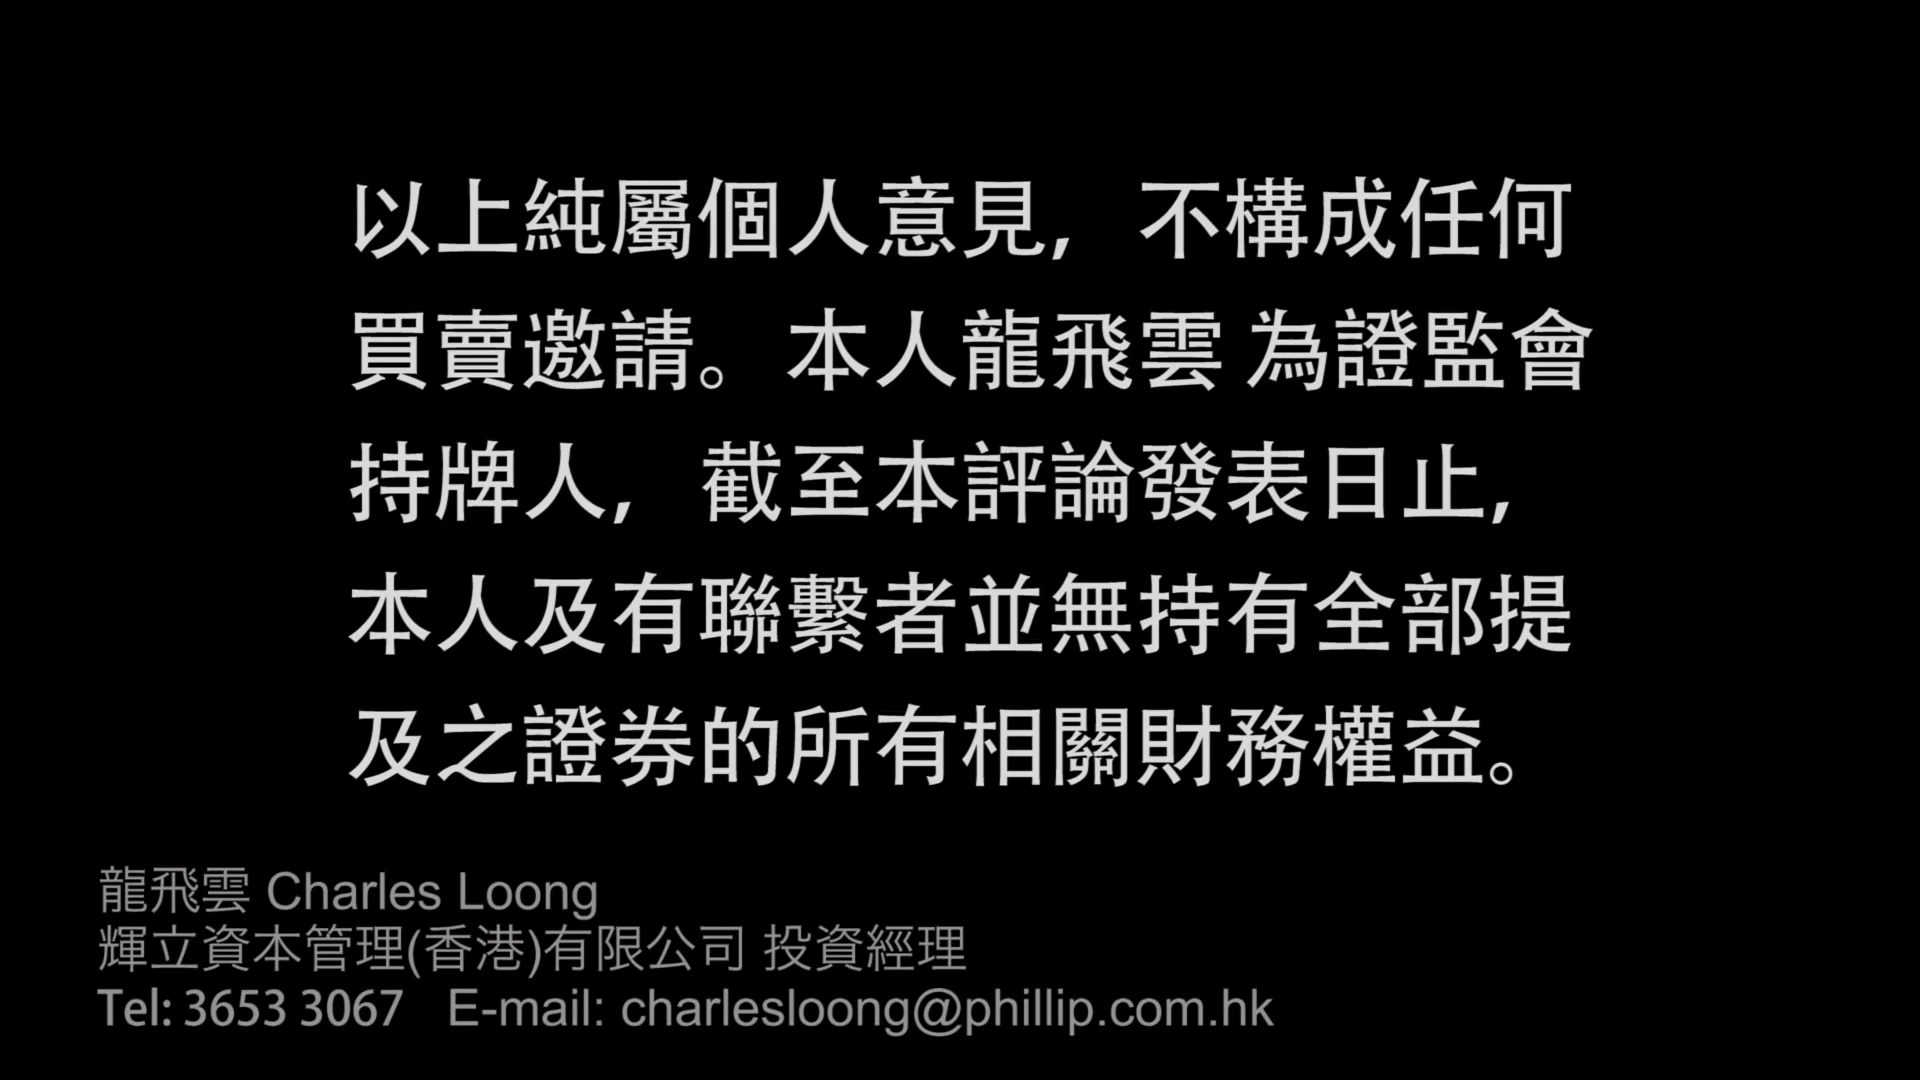 以上純屬個人意見，不構成任何
買賣邀請。本人龍飛雲 為證監會
持牌人，截至本評論發表日止，
本人及有聯繫者並無持有全部提
及之證券的所有相關財務權益。
龍飛雲 Charles Loong
輝立資本管理(香港)有限公司 投資經理
Tel: 3653 3067 E-mail: charlesloong@phillip.com.hk